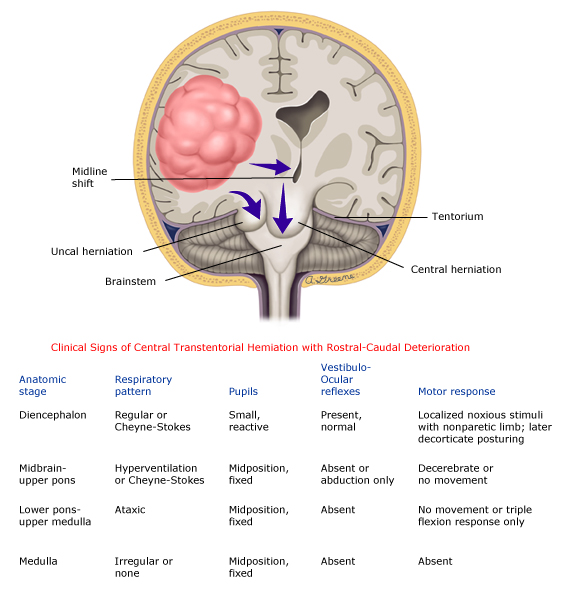 Midline
shift
Tentorium
Uncal herniation
Central herniation
Brainstem
A. Greene
Clinical Signs of Central Transtentorial Herniation with Rostral-Caudal Deterioration
Anatomic
stage
Respiratory
pattern
Pupils
Vestibulo-
Ocular
reflexes
Motor response
Diencephalon
Regular or
Cheyne-Stokes
Small,
reactive
Present,
normal
Localized noxious stimuli
with nonparetic limb; later
decorticate posturing
Midbrain-
upper pons
Hyperventilation
or Cheyne-Stokes
Midposition,
fixed
Absent or
abduction only
Decerebrate or
no movement
Lower pons-
upper medulla
Ataxic
Midposition,
fixed
Absent
No movement or triple
flexion response only
Medulla
Irregular or
none
Midposition,
fixed
Absent
Absent